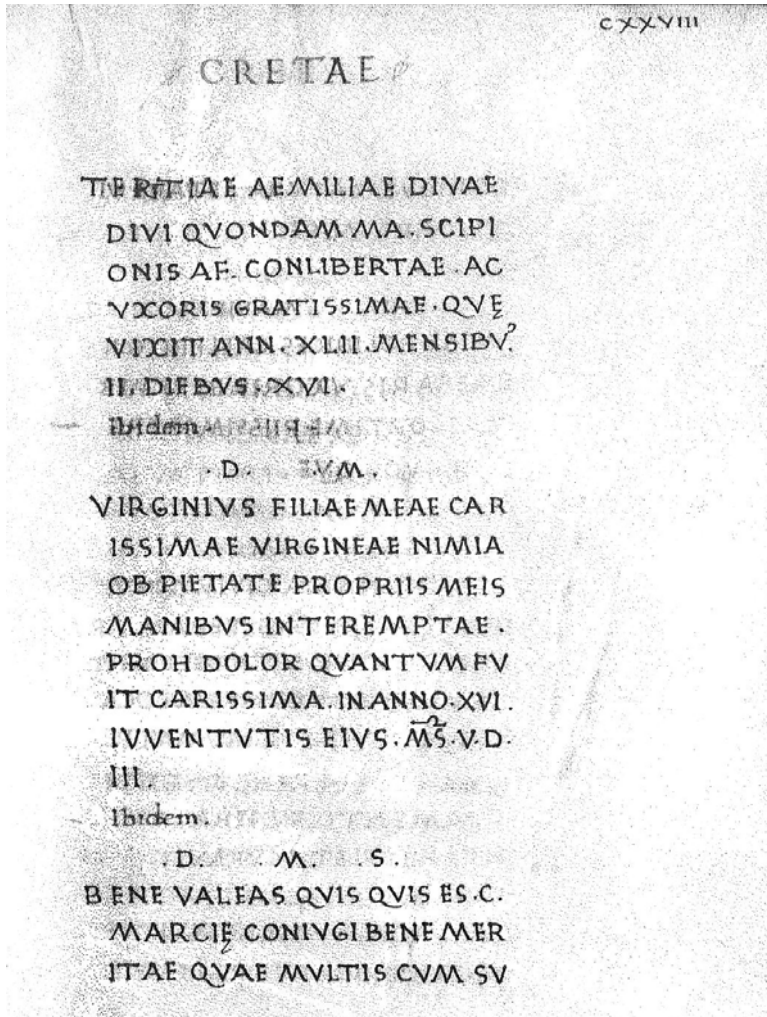 CXXVIII
CRETAE
TERTIAE AEMILIAE DIVAE
DIVI QVONDAM MA. SCIPI
ONIS AF. CONLIBERTAE . AC
VXORIS GRATISSIMAE . QVĘ
VIXIT ANN . XLII . MENSIBVꝰ.
II. DIEBVS . XVI .
ibidem .
. D. . M .
VIRGINIVS FILIAE MEAE CAR
ISSIMAE VIRGINEAE NIMIA
OB PIETATE PROPRIIS MEIS
MANIBVS INTEREMPTAE .
PROH DOLOR QVANTVM FV
IT CARISSIMA . IN ANNO . XVI .
IVVENTVTIS EIVS . M̅S̅ . V . D .
III .
Ibidem .
. D. . M. . S .
BENE VALEAS QVIS QVIS ES . C .
MARCIĘ CONIVGI BENE MER
ITAE QVAE MVLTIS CVM SV